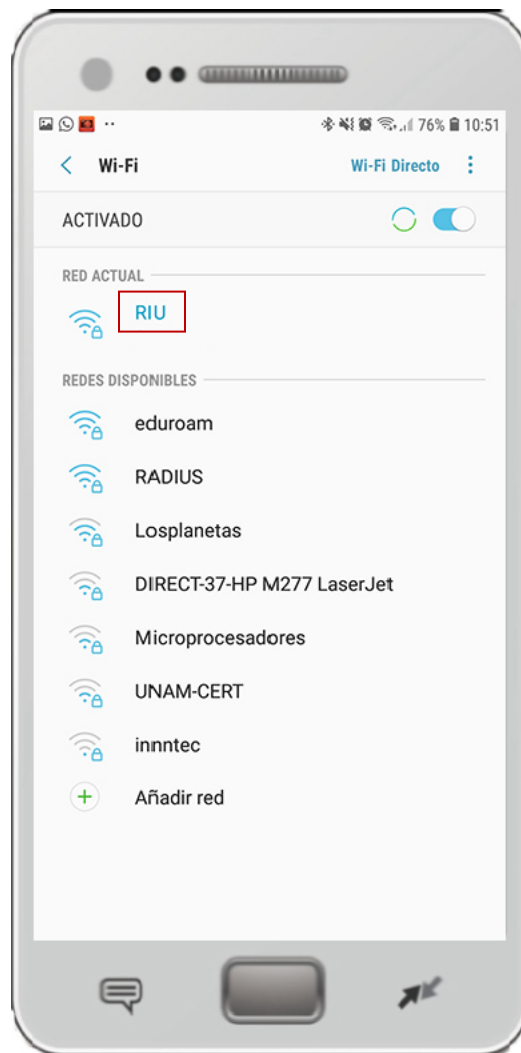 76% 10:51
Wi-Fi Wi-Fi Directo
ACTIVADO
RED ACTUAL
RIU
REDES DISPONIBLES
eduroam
RADIUS
Losplanetas
DIRECT-37-HP M277 LaserJet
Microprocesadores
UNAM-CERT
innntec
Añadir red